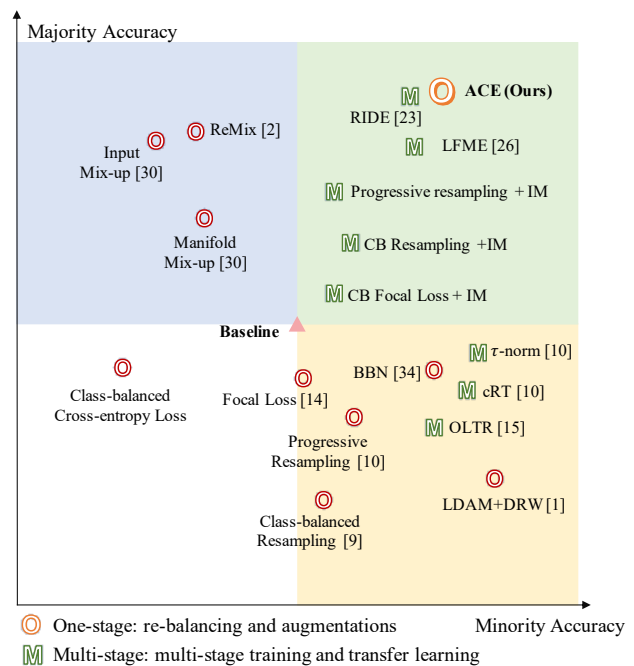 Majority Accuracy
ACE (Ours)
RIDE [23]
ReMix [2]
LFME [26]
Input
Mix-up [30]
Progressive resampling + IM
Manifold
Mix-up [30]
CB Resampling +IM
CB Focal Loss + IM
Baseline
τ-norm [10]
BBN [34]
Class-balanced
Cross-entropy Loss
Focal Loss [14]
cRT [10]
OLTR [15]
Progressive
Resampling [10]
LDAM+DRW [1]
Class-balanced
Resampling [9]
Minority Accuracy
O One-stage: re-balancing and augmentations
M Multi-stage: multi-stage training and transfer learning